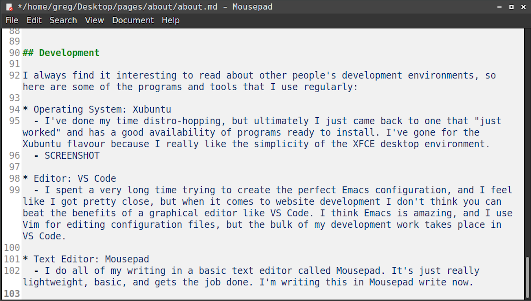 */home/greg/Desktop/pages/about/about.md - Mousepad
File Edit Search View Document Help
88
89
90 ## Development
91
92 I always find it interesting to read about other people's development environments, so
here are some of the programs and tools that I use regularly:
93
94 * Operating System: Xubuntu
95 - I've done my time distro-hopping, but ultimately I just came back to one that "just
worked" and has a good availability of programs ready to install. I've gone for the
Xubuntu flavour because I really like the simplicity of the XFCE desktop environment.
96 - SCREENSHOT
97
98 * Editor: VS Code
99 - I spent a very long time trying to create the perfect Emacs configuration, and I feel
like I got pretty close, but when it comes to website development I don't think you can
beat the benefits of a graphical editor like VS Code. I think Emacs is amazing, and I use
Vim for editing configuration files, but the bulk of my development work takes place in
VS Code.
100
101 * Text Editor: Mousepad
102 - I do all of my writing in a basic text editor called Mousepad. It's just really
lightweight, basic, and gets the job done. I'm writing this in Mousepad write now.
103